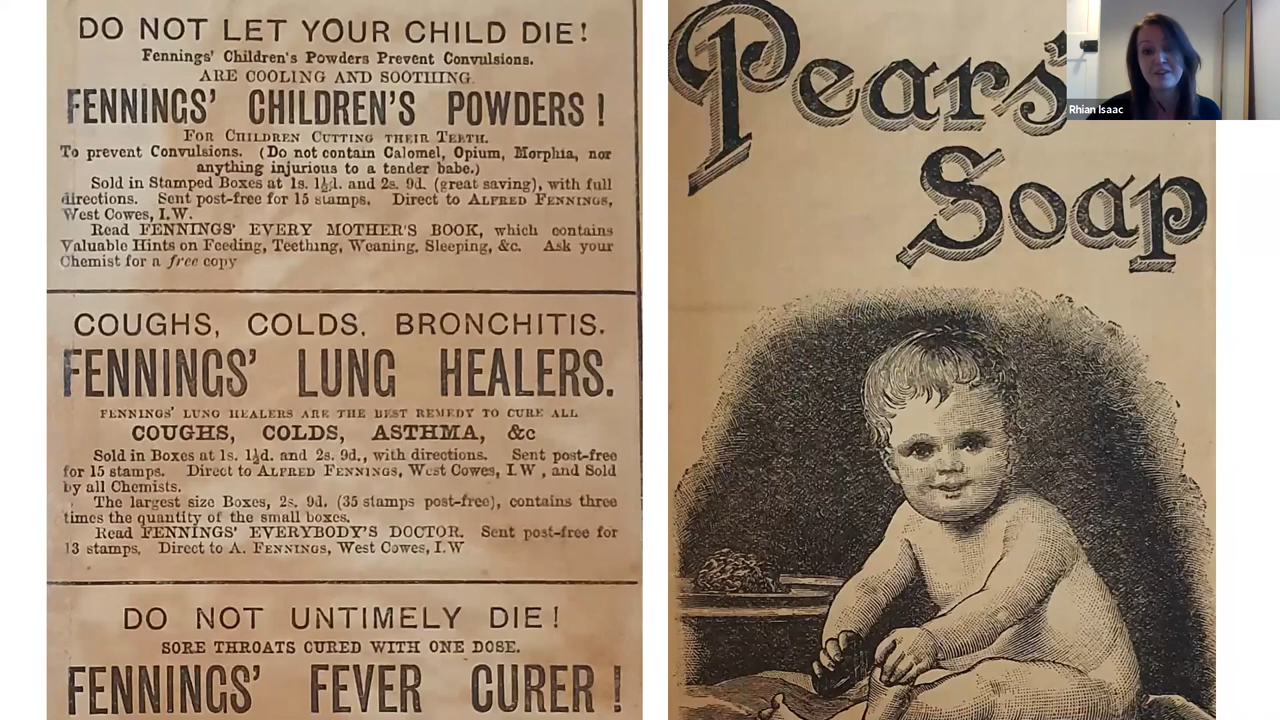 DO NOT LET YOUR CHILD DIE!
Fennings' Children's Powders Prevent Convulsions.
ARE COOLING AND SOOTHING.
FENNINGS' CHILDREN'S POWDERS!
FOR CHILDREN CUTTING THEIR TEETH.
To prevent Convulsions. (Do not contain Calomel, Opium, Morphia, nor
anything injurious to a tender babe.)
Sold in Stamped Boxes at 1s. 1½d. and 2s. 9d. (great saving), with full
directions. Sent post-free for 15 stamps. Direct to ALFRED FENNINGS,
West Cowes, I.W.
Read FENNINGS' EVERY MOTHER'S BOOK, which contains
Valuable Hints on Feeding, Teething, Weaning, Sleeping, &c. Ask your
Chemist for a free copy
COUGHS, COLDS, BRONCHITIS.
FENNINGS' LUNG HEALERS.
FENNINGS' LUNG HEALERS ARE THE BEST REMEDY TO CURE ALL
COUGHS, COLDS, ASTHMA, &c
Sold in Boxes at 1s. 1½d. and 2s. 9d., with directions. Sent post-free
for 15 stamps. Direct to ALFRED FENNINGS, West Cowes, I.W, and Sold
by all Chemists.
The largest size Boxes, 2s. 9d. (35 stamps post-free), contains three
times the quantity of the small boxes.
Read FENNINGS' EVERYBODY'S DOCTOR. Sent post-free for
13 stamps. Direct to A. FENNINGS, West Cowes, I.W
DO NOT UNTIMELY DIE!
SORE THROATS CURED WITH ONE DOSE.
FENNINGS' FEVER CURER!
Pears'
Soap
Rhian Isaac